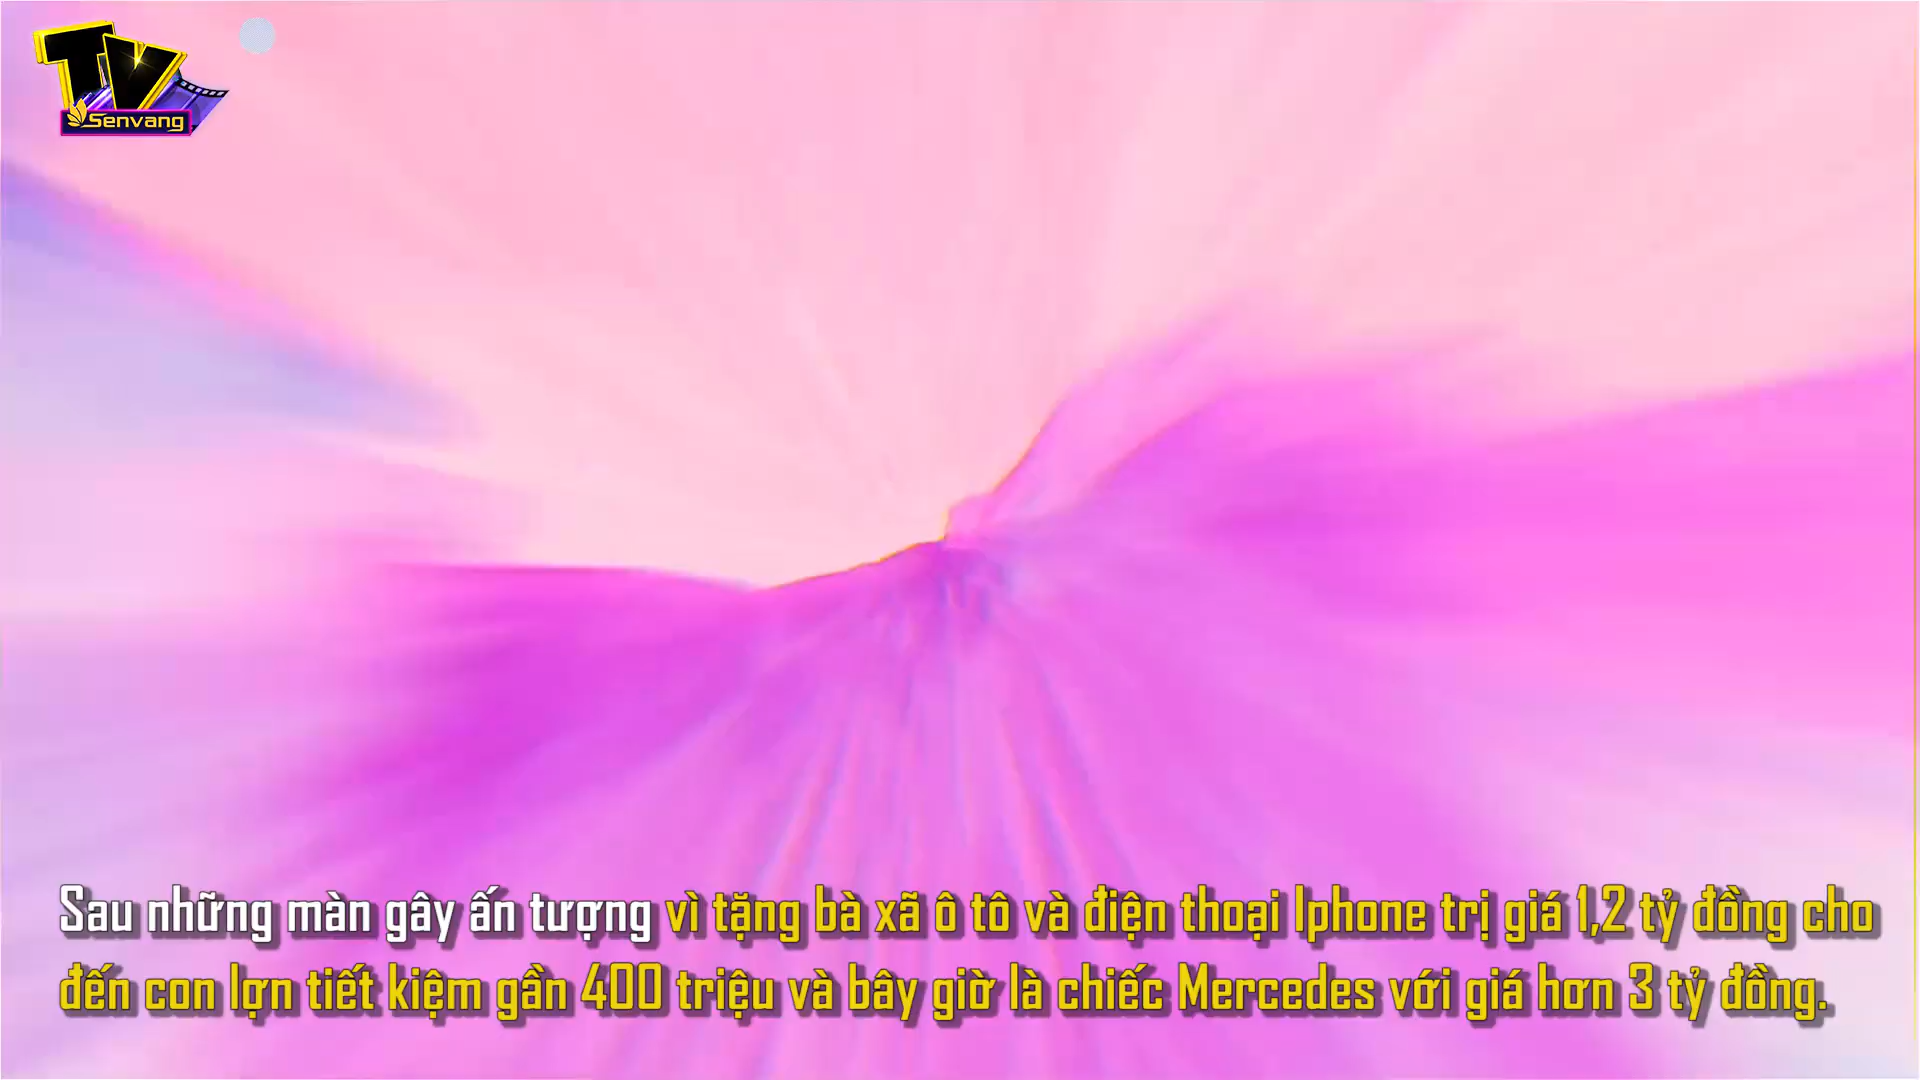 TV
Senvang
Sau những màn gây ấn tượng vì tặng bà xã ô tô và điện thoại Iphone trị giá 1,2 tỷ đồng cho
đến con lợn tiết kiệm gần 400 triệu và bây giờ là chiếc Mercedes với giá hơn 3 tỷ đồng.